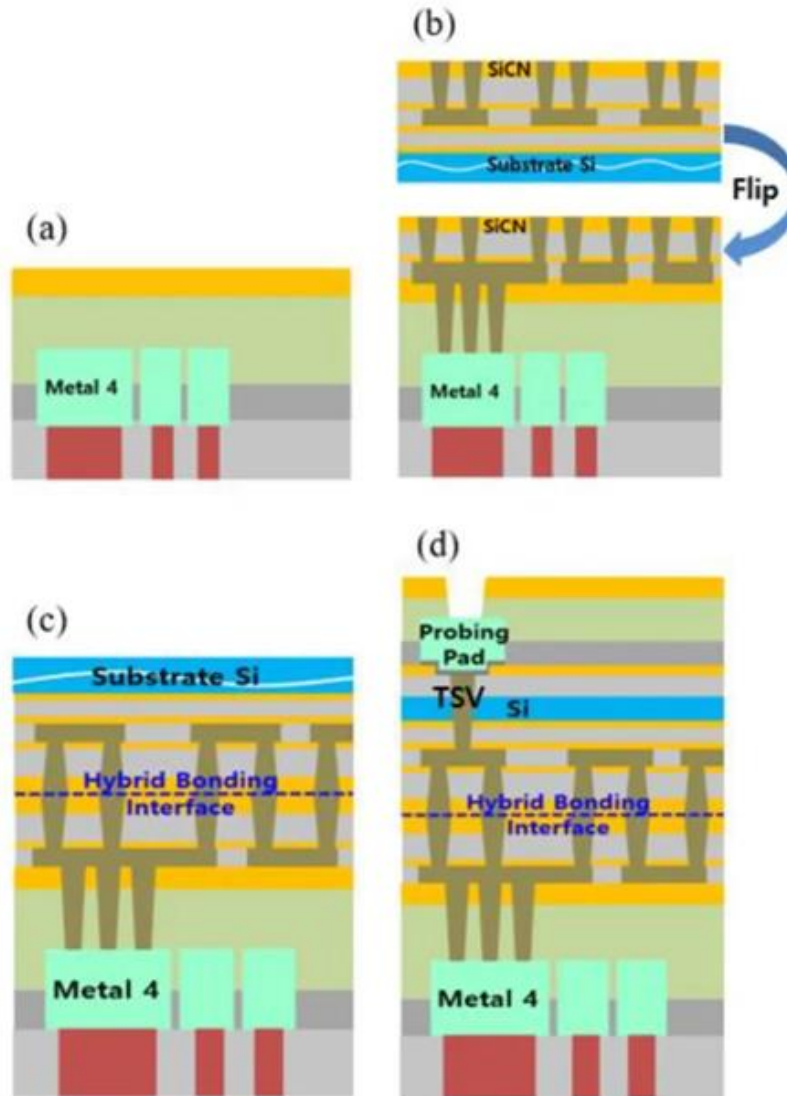 (b)
SiCN
Substrate Si
Flip
(a)
SiCN
Metal 4
Metal 4
(d)
(c)
Probing
Pad
Substrate Si
TSV
Si
Hybrid Bonding
Interface
Hybrid Bonding
Interface
Metal 4
Metal 4